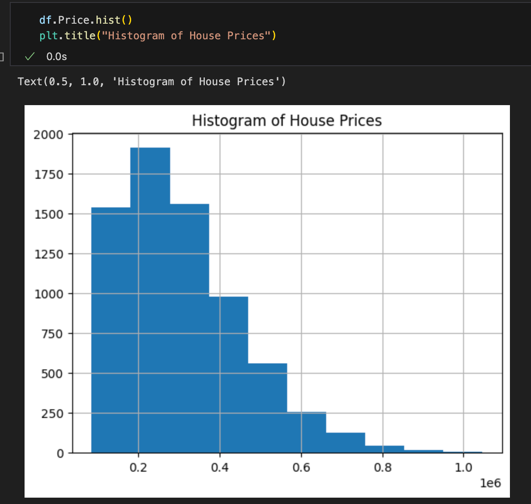 df.Price.hist()
plt.title("Histogram of House Prices")
0.0s
Text(0.5, 1.0, 'Histogram of House Prices')
Histogram of House Prices
2000
1750
1500
1250
1000
750
500
250
0
0.2 0.4 0.6 0.8 1.0
1e6